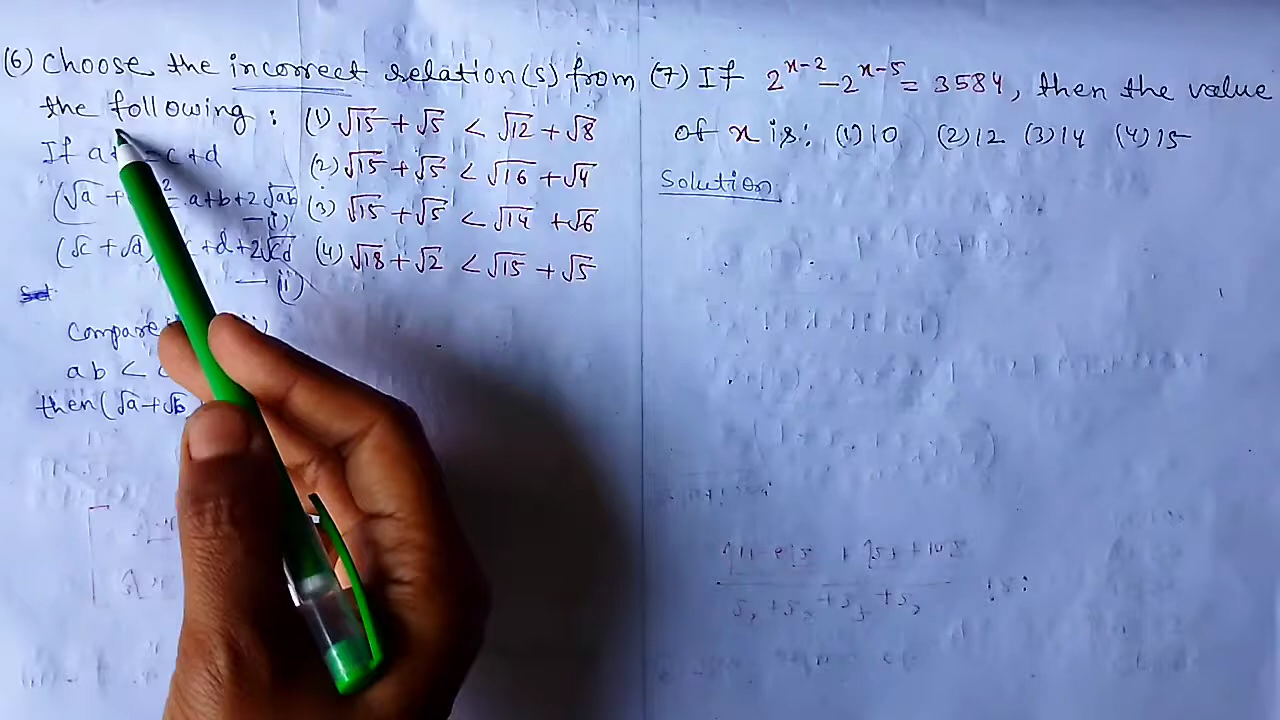 (6) Choose the incorrect relation(s) from
the following :
(1) √15 + √5 < √12 + √8
(2) √15 + √5 < √16 + √4
(3) √15 + √5 < √14 + √6
(4) √18 + √2 < √15 + √5
If a+ = c+d
(√a + ² = a+b+2√ab
—(i)
(√c + √d) c+d+2√cd
—(ii)
Compare
ab <
then (√a+√b
(7) If 2^(x-2) - 2^(x-5) = 3584, then the value
of x is: (1) 10 (2) 12 (3) 14 (4) 15
Solution